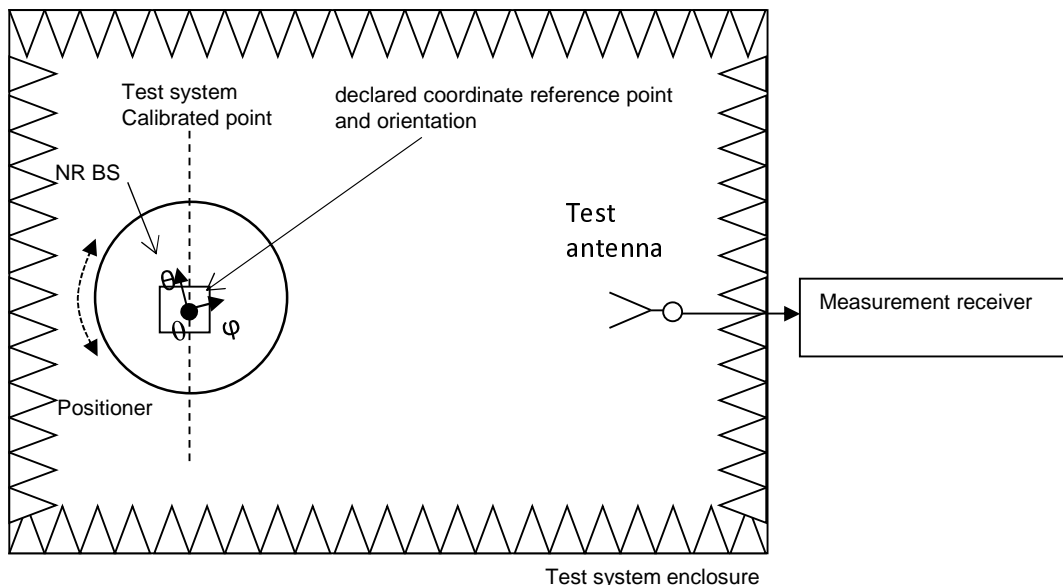 Test system
Calibrated point
declared coordinate reference point
and orientation
NR BS
Test
antenna
Measurement receiver
θ
θ
φ
Positioner
Test system enclosure